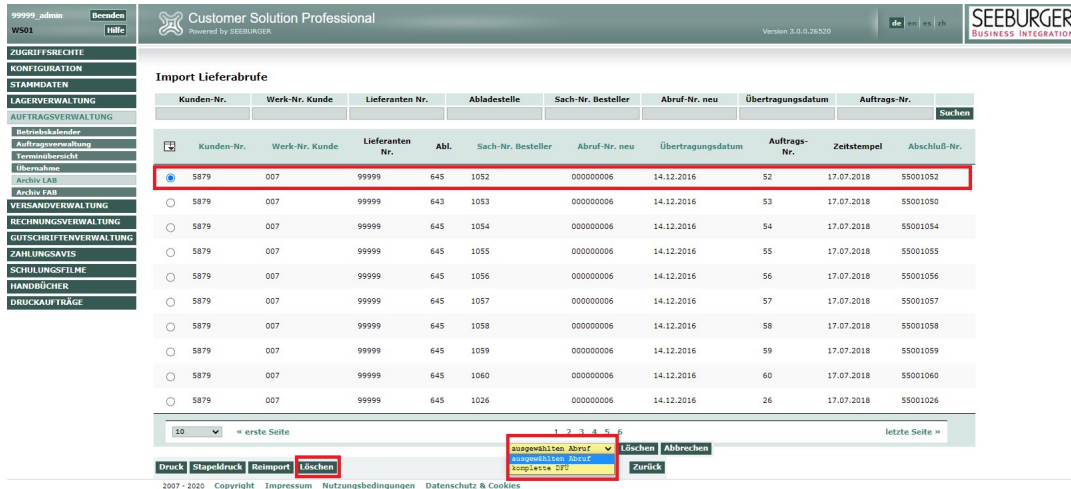 99999_admin Beenden
WS01 Hilfe
Customer Solution Professional
Powered by SEEBURGER
Version 3.0.0.26520
de en es zh
SEEBURGER
BUSINESS INTEGRATION
ZUGRIFFSRECHTE
KONFIGURATION
STAMMDATEN
LAGERVERWALTUNG
AUFTRAGSVERWALTUNG
Betriebskalender
Auftragsverwaltung
Terminübersicht
Übernahme
Archiv LAB
Archiv FAB
VERSANDVERWALTUNG
RECHNUNGSVERWALTUNG
GUTSCHRIFTENVERWALTUNG
ZAHLUNGSAVIS
SCHULUNGSFILME
HANDBÜCHER
DRUCKAUFTRÄGE
Import Lieferabrufe
Kunden-Nr. Werk-Nr. Kunde Lieferanten Nr. Abladestelle Sach-Nr. Besteller Abruf-Nr. neu Übertragungsdatum Auftrags-Nr.
Suchen
Kunden-Nr. Werk-Nr. Kunde Lieferanten Nr. Abl. Sach-Nr. Besteller Abruf-Nr. neu Übertragungsdatum Auftrags-Nr. Zeitstempel Abschluß-Nr.
5879 007 99999 645 1052 000000006 14.12.2016 52 17.07.2018 55001052
5879 007 99999 643 1053 000000006 14.12.2016 53 17.07.2018 55001050
5879 007 99999 645 1054 000000006 14.12.2016 54 17.07.2018 55001054
5879 007 99999 645 1055 000000006 14.12.2016 55 17.07.2018 55001055
5879 007 99999 645 1056 000000006 14.12.2016 56 17.07.2018 55001056
5879 007 99999 645 1057 000000006 14.12.2016 57 17.07.2018 55001057
5879 007 99999 645 1058 000000006 14.12.2016 58 17.07.2018 55001058
5879 007 99999 645 1059 000000006 14.12.2016 59 17.07.2018 55001059
5879 007 99999 645 1060 000000006 14.12.2016 60 17.07.2018 55001060
5879 007 99999 645 1026 000000006 14.12.2016 26 17.07.2018 55001026
10 « erste Seite 1 2 3 4 5 6 letzte Seite »
ausgewählten Abruf Löschen Abbrechen
ausgewählten Abruf
komplette DFÜ
Druck Stapeldruck Reimport Löschen Zurück
2007 - 2020 Copyright Impressum Nutzungsbedingungen Datenschutz & Cookies